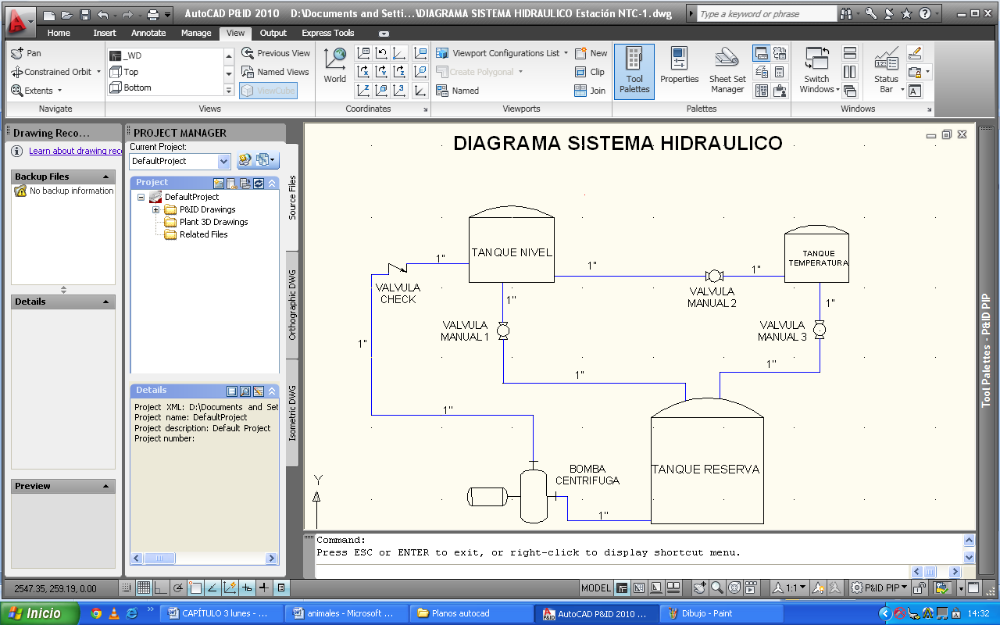 AutoCAD P&ID 2010 D:\Documents and Setti...\DIAGRAMA SISTEMA HIDRAULICO Estación NTC-1.dwg
Type a keyword or phrase
Home Insert Annotate Manage View Output Express Tools
Pan
Constrained Orbit
Extents
Navigate
_WD
Top
Bottom
Previous View
Named Views
ViewCube
Views
World
Coordinates
Viewport Configurations List
Create Polygonal
Named
New
Clip
Join
Viewports
Tool
Palettes
Properties
Sheet Set
Manager
Palettes
Switch
Windows
Status
Bar
Windows
Drawing Reco...
Learn about drawing reco
Backup Files
No backup information
Details
Preview
PROJECT MANAGER
Current Project:
DefaultProject
Project
DefaultProject
P&ID Drawings
Plant 3D Drawings
Related Files
Details
Project XML: D:\Documents and Set
Project name: DefaultProject
Project description: Default Project
Project number:
Source Files
Orthographic DWG
Isometric DWG
DIAGRAMA SISTEMA HIDRAULICO
TANQUE NIVEL
TANQUE
TEMPERATURA
1"
1"
1"
VALVULA
CHECK
VALVULA
MANUAL 2
1"
1"
VALVULA
MANUAL 1
VALVULA
MANUAL 3
1"
1"
1"
1"
BOMBA
CENTRIFUGA
TANQUE RESERVA
1"
Y
Tool Palettes - P&ID PIP
Command:
Press ESC or ENTER to exit, or right-click to display shortcut menu.
2547.35, 259.19, 0.00
MODEL
1:1
P&ID PIP
Inicio
CAPÍTULO 3 lunes - ...
animales - Microsoft ...
Planos autocad
AutoCAD P&ID 2010 ...
Dibujo - Paint
14:32